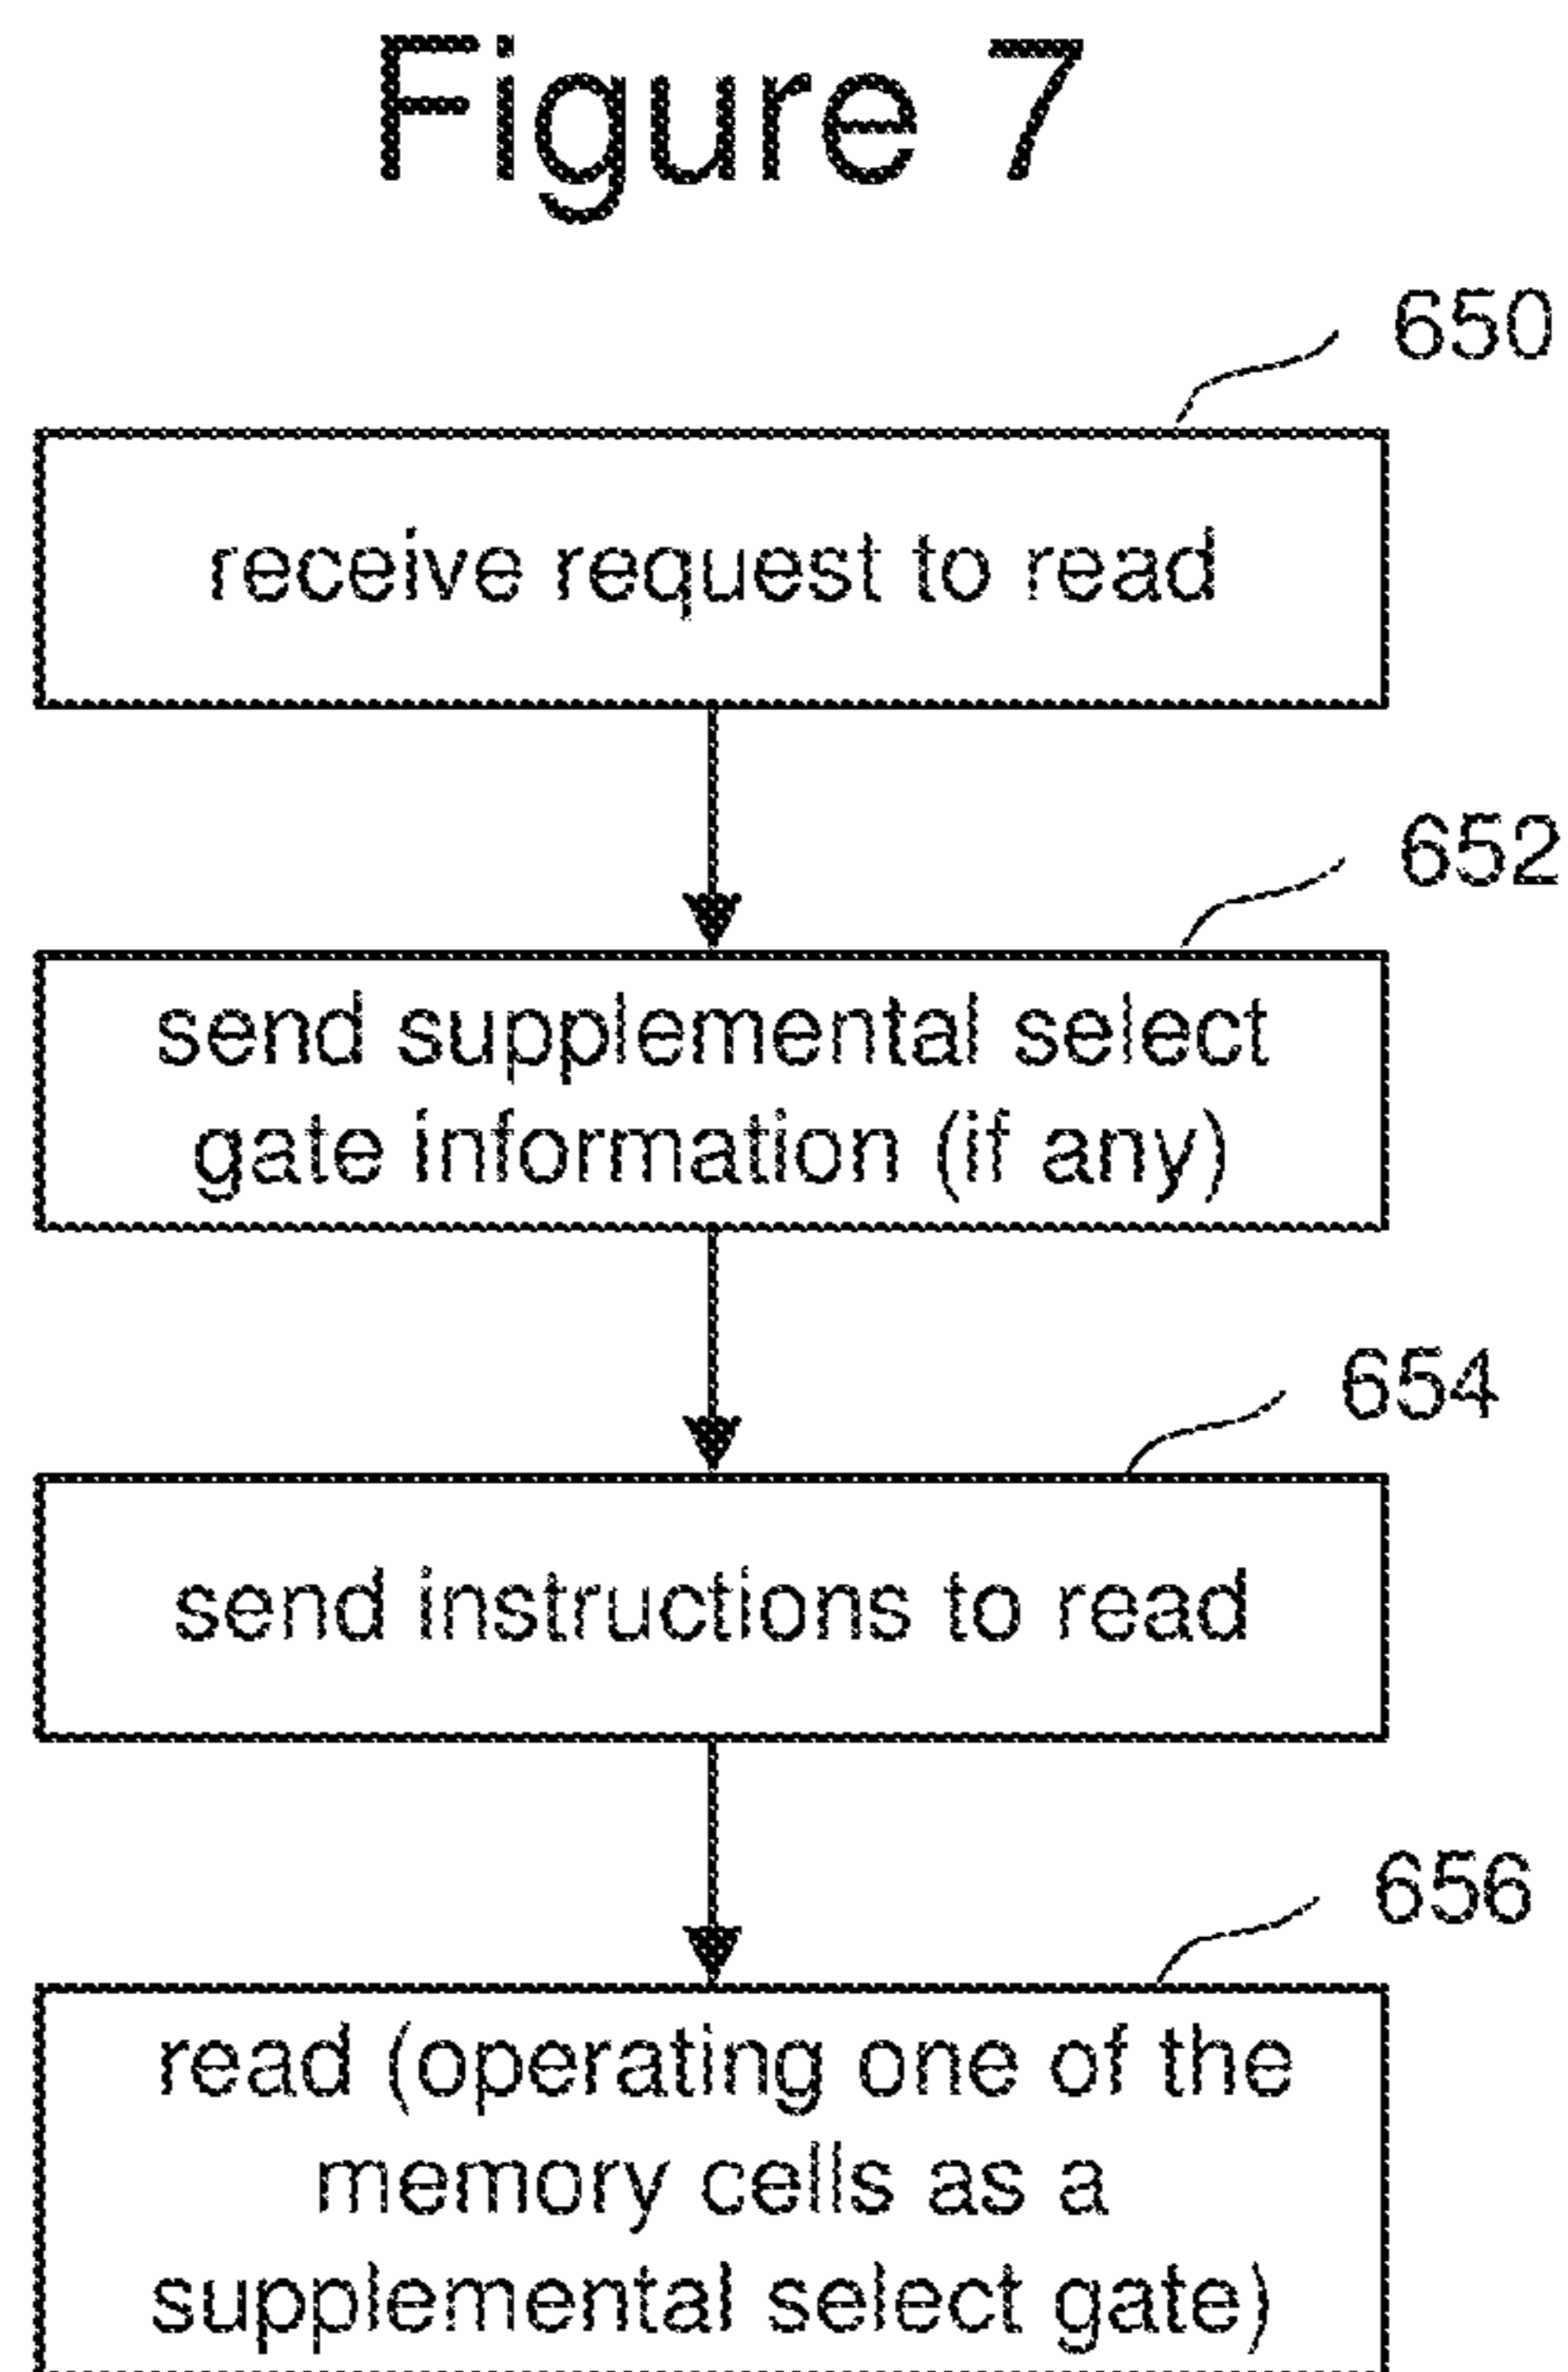 Figure 7
650
receive request to read
652
send supplemental select
gate information (if any)
654
send instructions to read
656
read (operating one of the
memory cells as a
supplemental select gate)